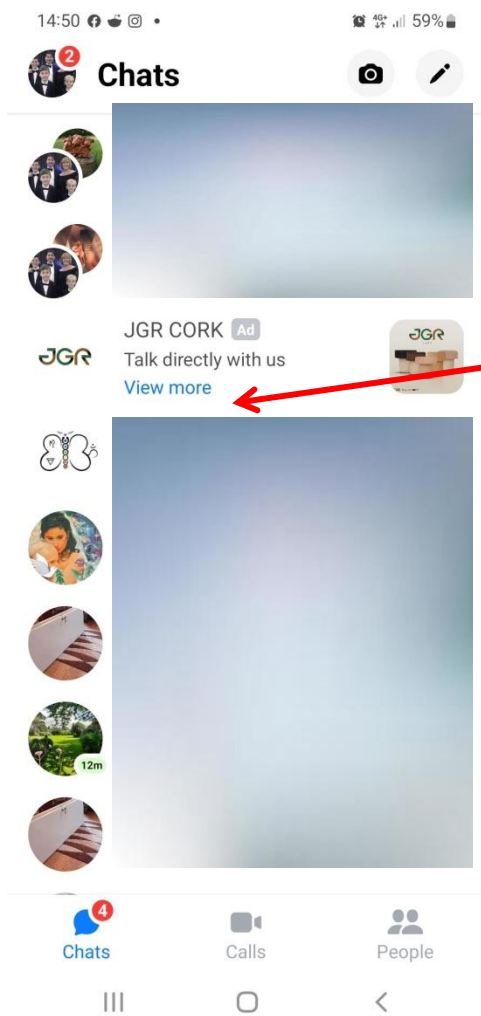 14:50 4G+ 59%
2
Chats
JGR CORK Ad
JGR
JGR
Talk directly with us
View more
12m
4
Chats
Calls
People